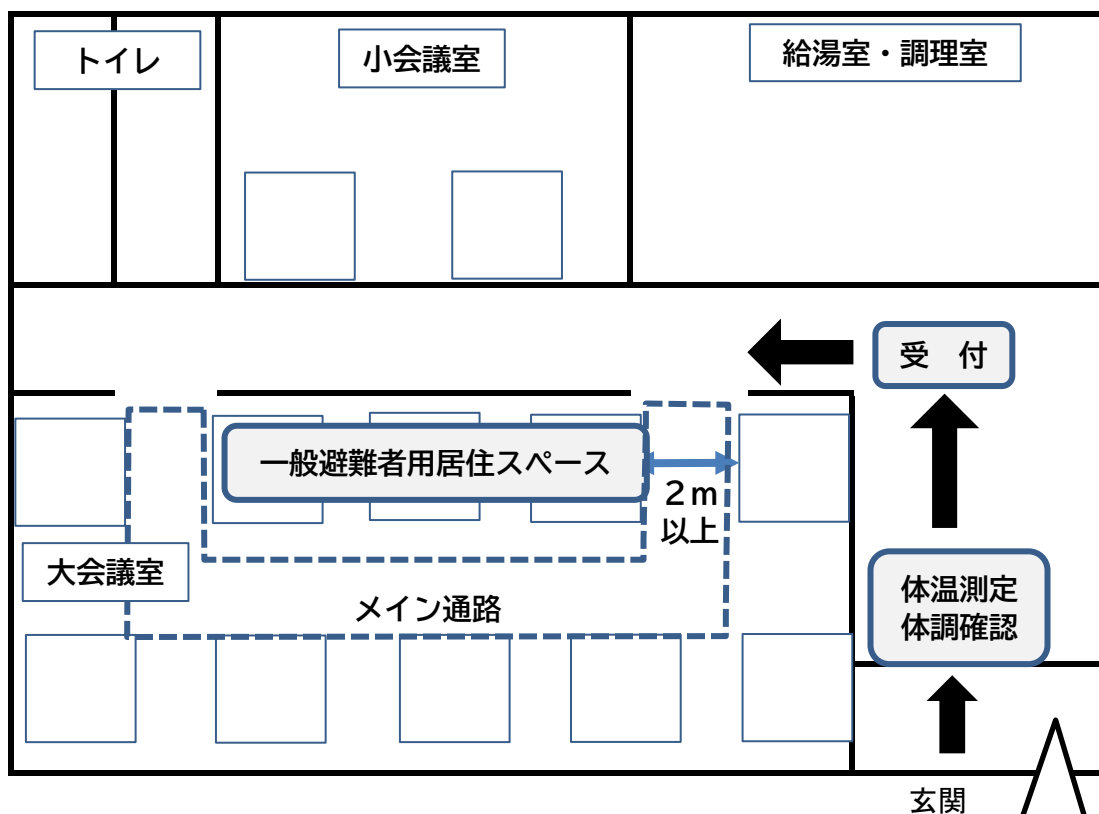 トイレ
小会議室
給湯室・調理室
受　付
一般避難者用居住スペース
２ｍ
以上
大会議室
メイン通路
体温測定
体調確認
玄関